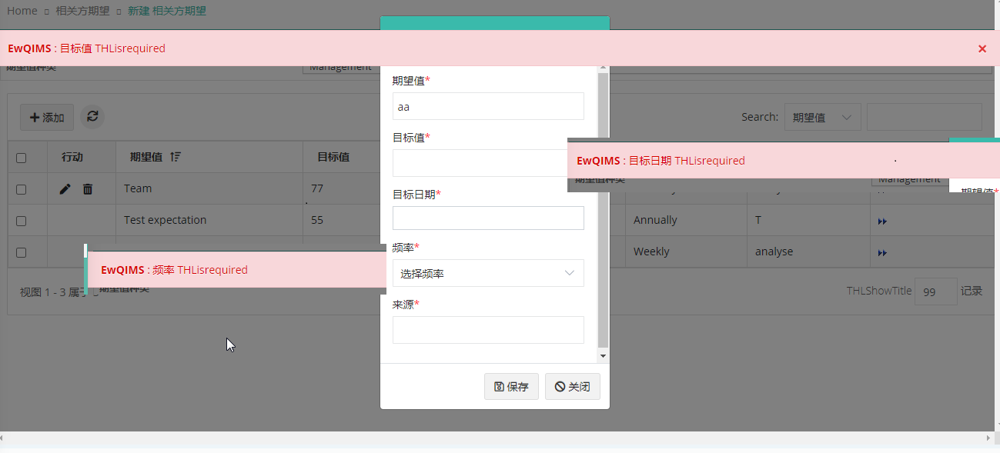 Home 相关方期望 新建 相关方期望
EwQIMS : 目标值 THLisrequired
期望值种类 Management
期望值*
aa
添加
Search: 期望值
目标值*
行动 期望值 目标值
EwQIMS : 目标日期 THLisrequired
期望值种类 Management
期望值*
Team 77
目标日期*
Test expectation 55 Annually T
频率*
Weekly analyse
EwQIMS : 频率 THLisrequired
选择频率
期望值种类
视图 1 - 3 属于
THLShowTitle 99 记录
来源*
保存 关闭